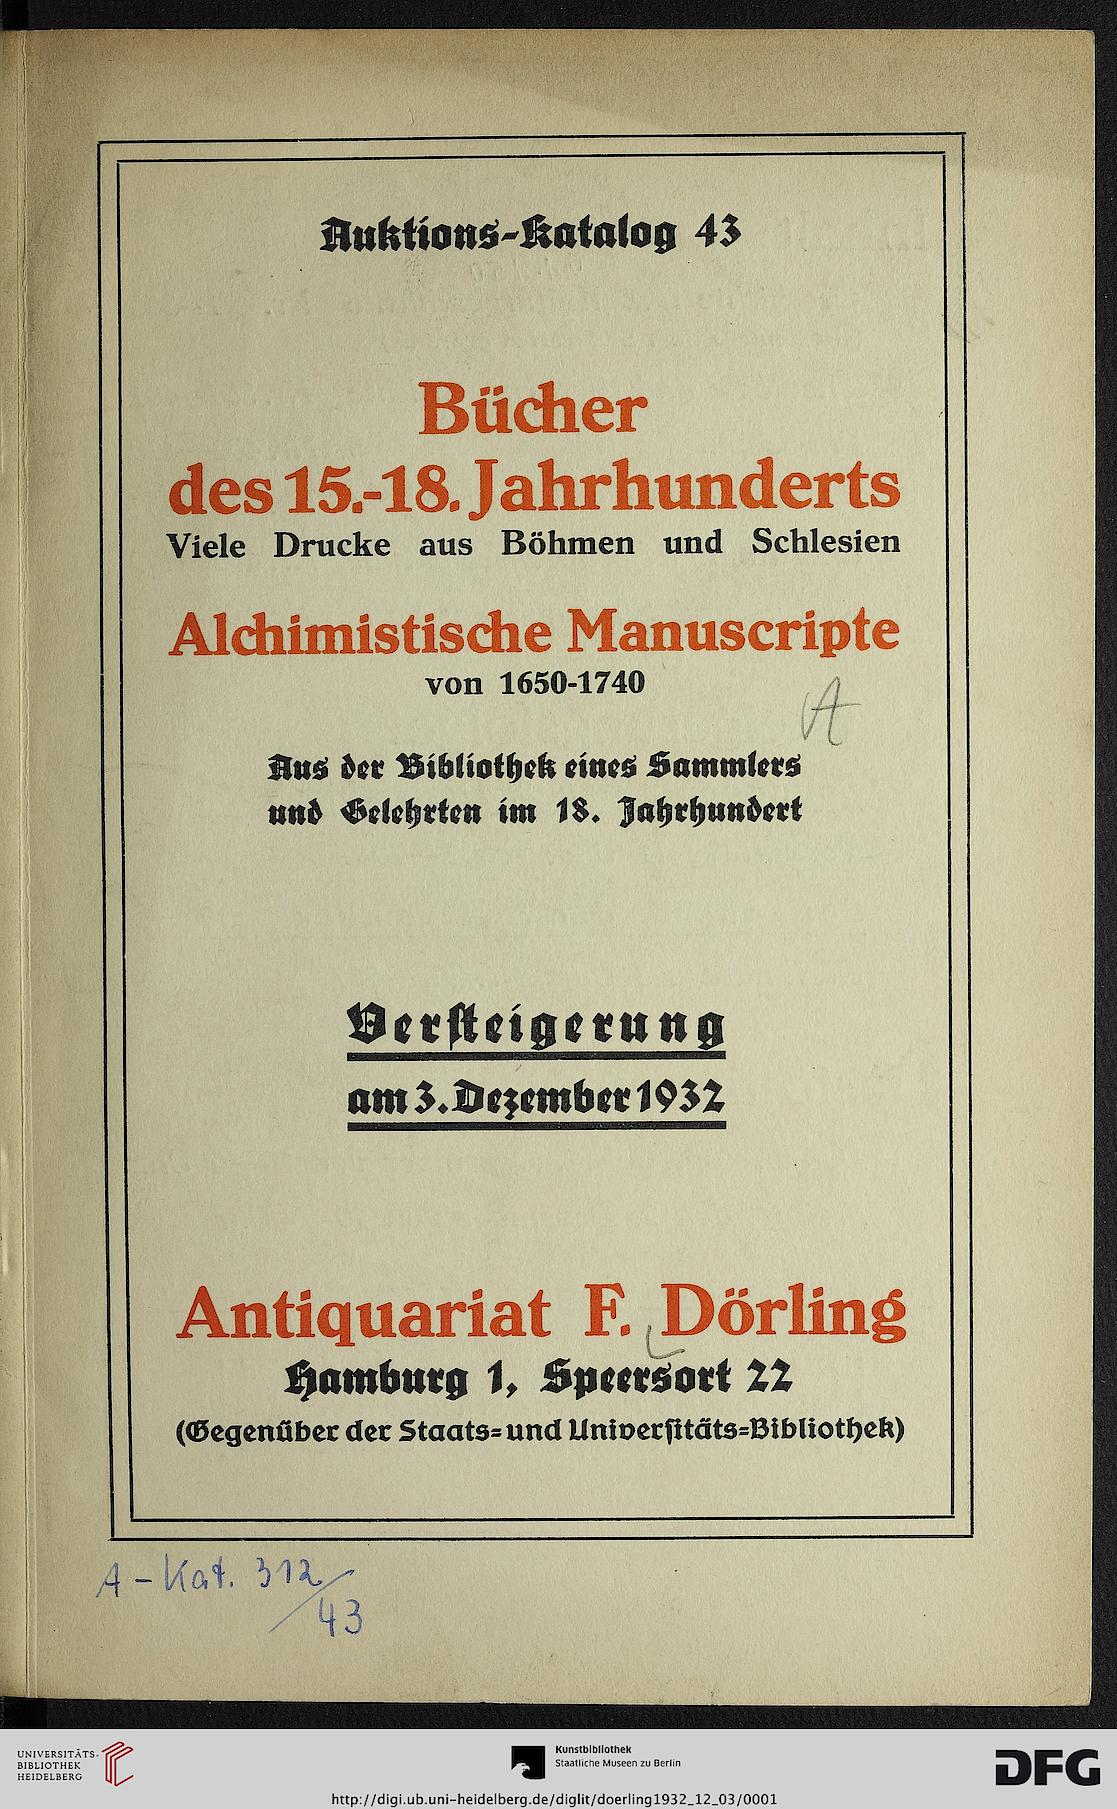 Auktions-Katalog 43
Bücher
des 15.-18. Jahrhunderts
Viele Drucke aus Böhmen und Schlesien
Alchimistische Manuscripte
von 1650-1740
A
Aus der Bibliothek eines Sammlers
und Gelehrten im 18. Jahrhundert
Versteigerung
am 3. Dezember 1932
Antiquariat F. Dörling
Hamburg 1, Speersort 22
(Gegenüber der Staats= und Universitäts=Bibliothek)
A - Kat. 312/
43
UNIVERSITÄTS-
BIBLIOTHEK
HEIDELBERG
Kunstbibliothek
Staatliche Museen zu Berlin
DFG
http://digi.ub.uni-heidelberg.de/diglit/doerling1932_12_03/0001